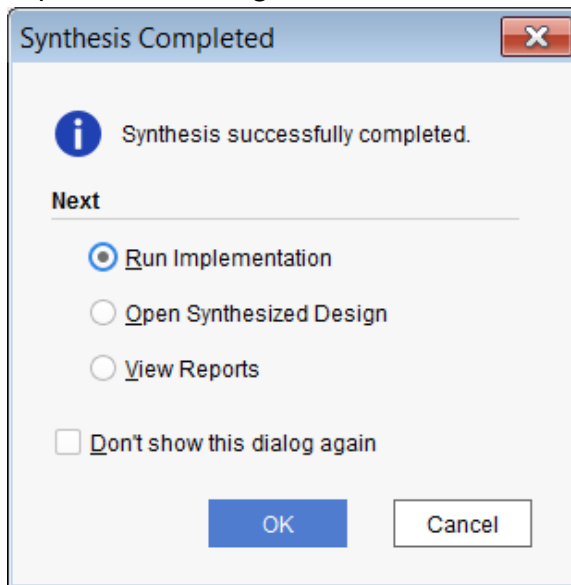 Synthesis Completed
Synthesis successfully completed.
Next
Run Implementation
Open Synthesized Design
View Reports
Don't show this dialog again
OK Cancel